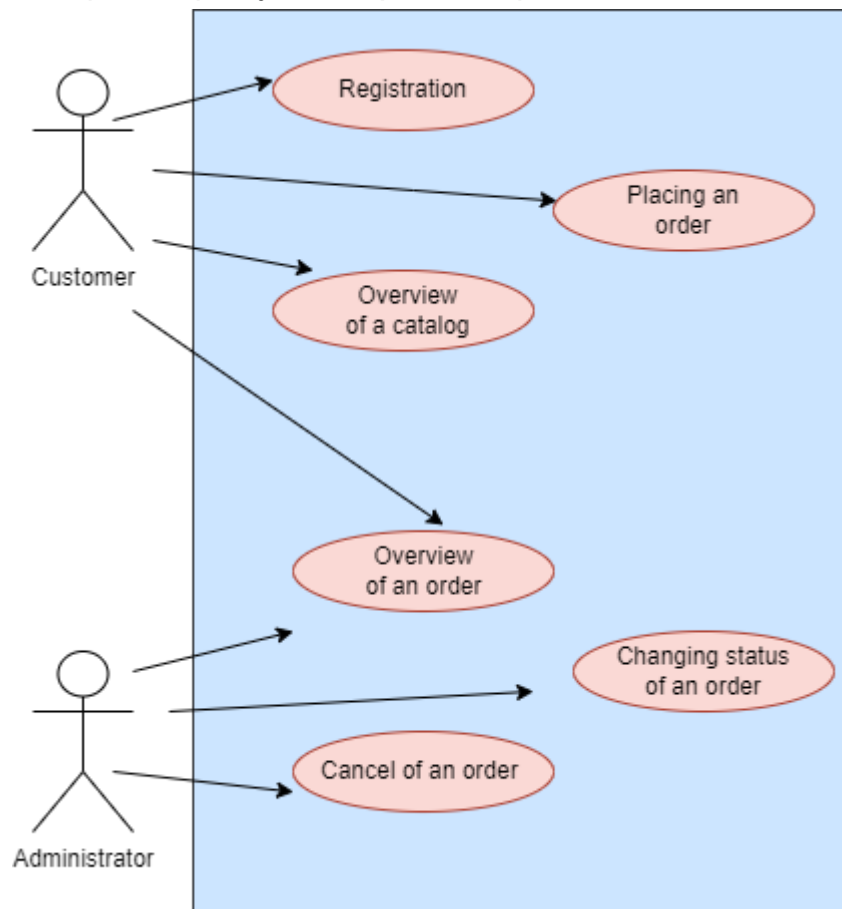 Registration
Placing an
order
Customer
Overview
of a catalog
Overview
of an order
Changing status
of an order
Cancel of an order
Administrator